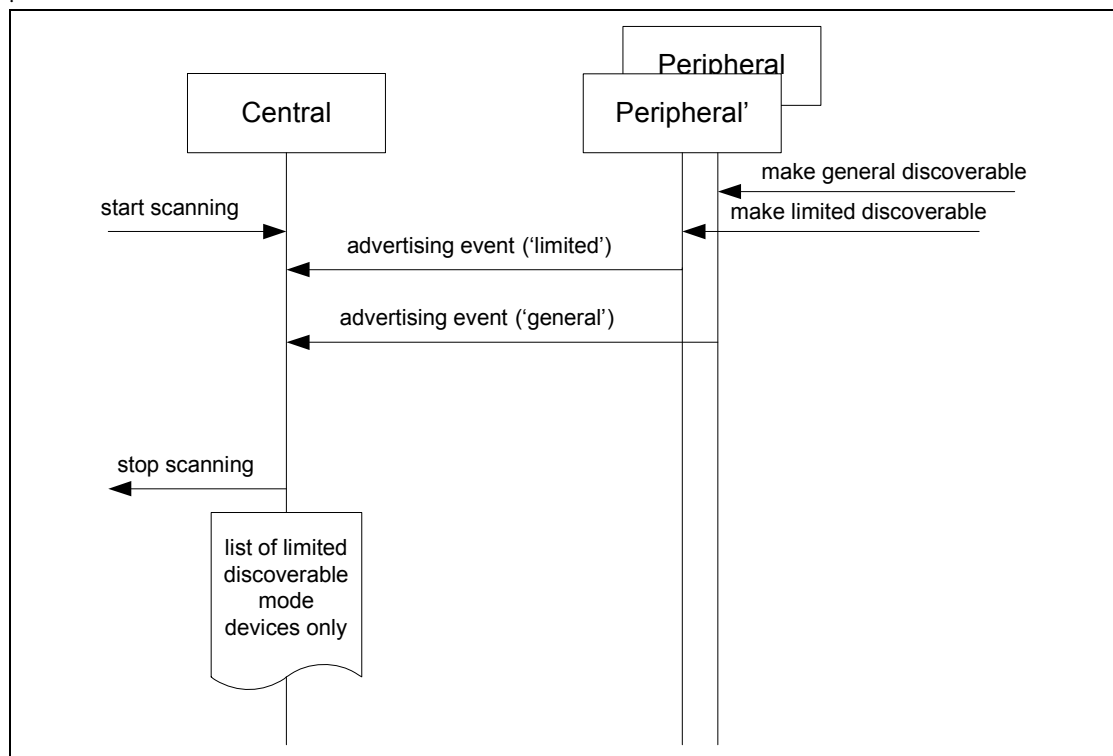 Peripheral
Central
Peripheral’
make general discoverable
start scanning
make limited discoverable
advertising event (‘limited’)
advertising event (‘general’)
stop scanning
list of limited
discoverable
mode
devices only